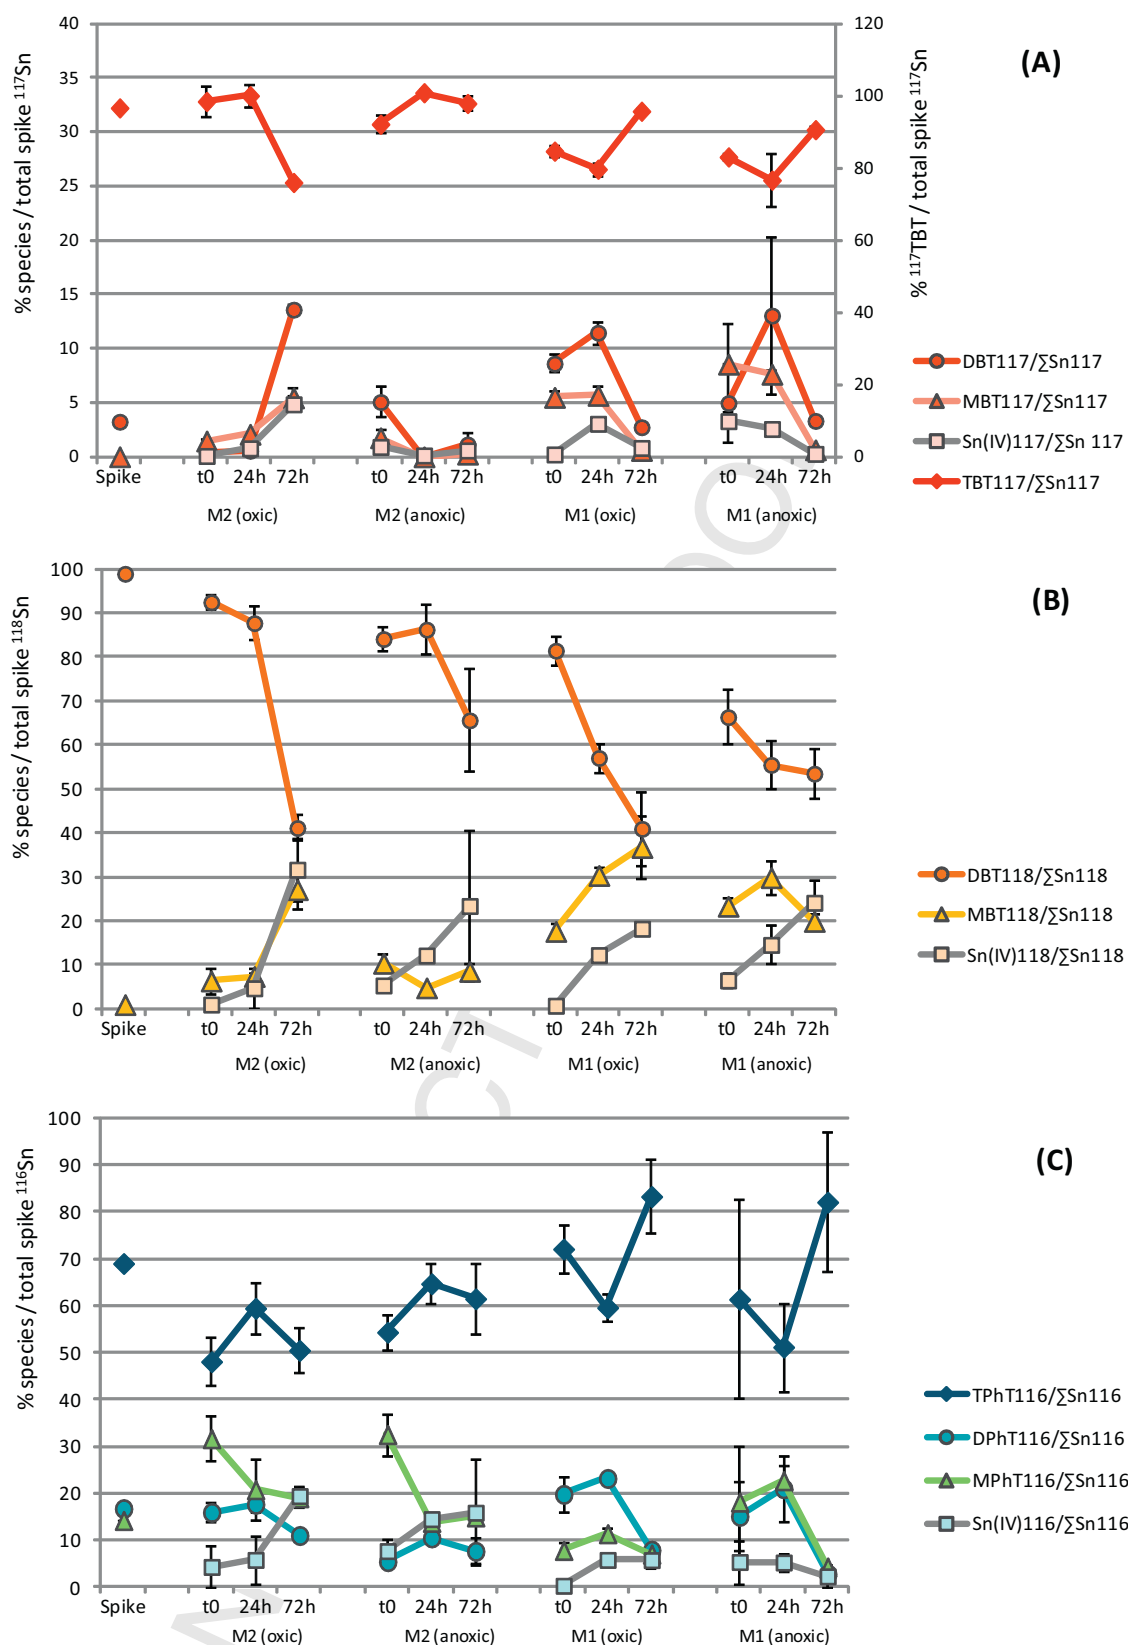 (A)
% species / total spike ¹¹⁷Sn
% ¹¹⁷TBT / total spike ¹¹⁷Sn
40
35
30
25
20
15
10
5
0
120
100
80
60
40
20
0
Spike t0 24h 72h t0 24h 72h t0 24h 72h t0 24h 72h
M2 (oxic) M2 (anoxic) M1 (oxic) M1 (anoxic)
DBT117/∑Sn117
MBT117/∑Sn117
Sn(IV)117/∑Sn 117
TBT117/∑Sn117
(B)
% species / total spike ¹¹⁸Sn
100
90
80
70
60
50
40
30
20
10
0
Spike t0 24h 72h t0 24h 72h t0 24h 72h t0 24h 72h
M2 (oxic) M2 (anoxic) M1 (oxic) M1 (anoxic)
DBT118/∑Sn118
MBT118/∑Sn118
Sn(IV)118/∑Sn118
(C)
% species / total spike ¹¹⁶Sn
100
90
80
70
60
50
40
30
20
10
0
Spike t0 24h 72h t0 24h 72h t0 24h 72h t0 24h 72h
M2 (oxic) M2 (anoxic) M1 (oxic) M1 (anoxic)
TPhT116/∑Sn116
DPhT116/∑Sn116
MPhT116/∑Sn116
Sn(IV)116/∑Sn116